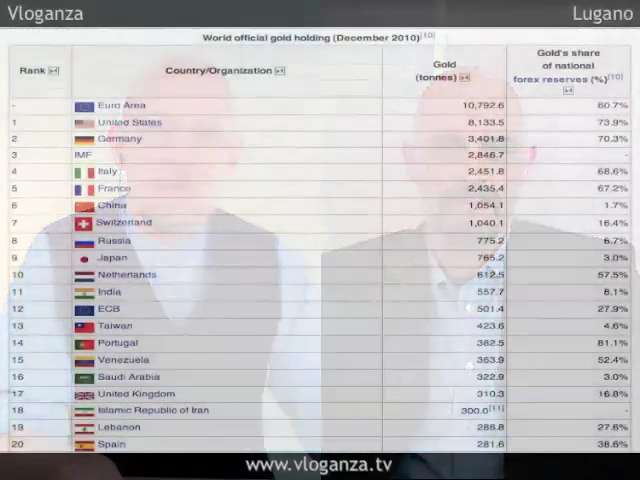 Vloganza Lugano
World official gold holding (December 2010)[10]
Rank Country/Organization Gold (tonnes) Gold's share of national forex reserves (%)[10]
- Euro Area 10,792.6 60.7%
1 United States 8,133.5 73.9%
2 Germany 3,401.8 70.3%
3 IMF 2,846.7 -
4 Italy 2,451.8 68.6%
5 France 2,435.4 67.2%
6 China 1,054.1 1.7%
7 Switzerland 1,040.1 16.4%
8 Russia 775.2 6.7%
9 Japan 765.2 3.0%
10 Netherlands 612.5 57.5%
11 India 557.7 8.1%
12 ECB 501.4 27.9%
13 Taiwan 423.6 4.6%
14 Portugal 382.5 81.1%
15 Venezuela 363.9 52.4%
16 Saudi Arabia 322.9 3.0%
17 United Kingdom 310.3 16.8%
18 Islamic Republic of Iran 300.0[11] -
19 Lebanon 286.8 27.6%
20 Spain 281.6 38.6%
www.vloganza.tv